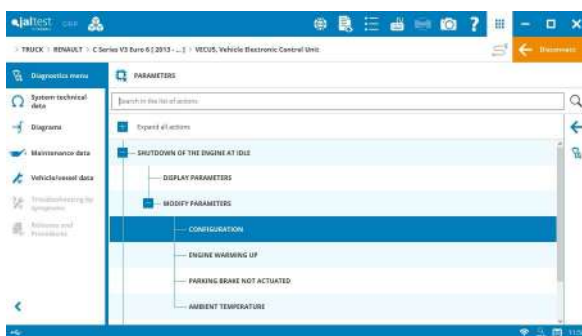 jaltest
> TRUCK > RENAULT > C Series V3 Euro 6 [ 2013 - ... ] > VECU5, Vehicle Electronic Control Unit
Disconnect
Diagnostics menu
PARAMETERS
System technical data
Search in the list of actions
Diagrams
Expand all actions
Maintenance data
SHUTDOWN OF THE ENGINE AT IDLE
Vehicle/vessel data
DISPLAY PARAMETERS
Troubleshooting by symptoms
MODIFY PARAMETERS
CONFIGURATION
ENGINE WARMING UP
PARKING BRAKE NOT ACTUATED
AMBIENT TEMPERATURE